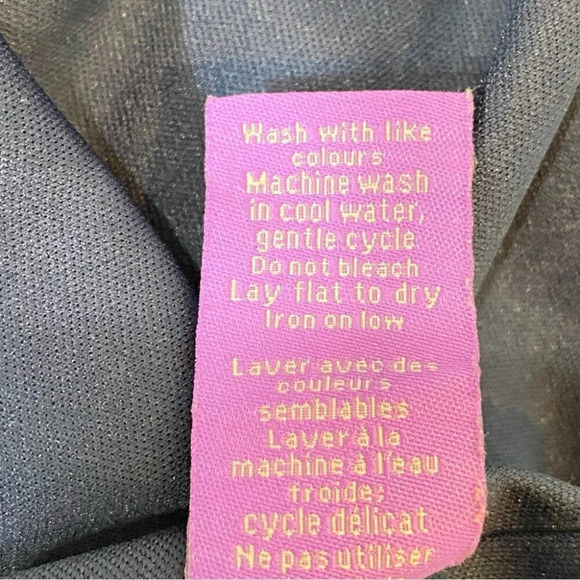 Wash with like
colours
Machine wash
in cool water,
gentle cycle
Do not bleach
Lay flat to dry
Iron on low
Laver avec des
couleurs
semblables
Laver à la
machine à l'eau
froide;
cycle délicat
Ne pas utiliser